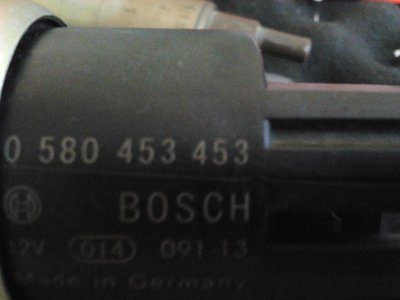 0 580 453 453
BOSCH
12V 014 091-13
Made in Germany